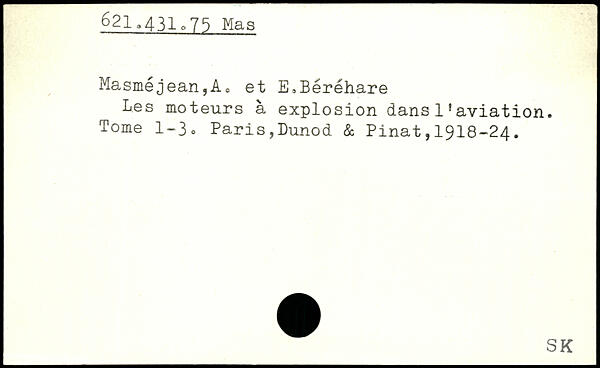 621.431.75 Mas
Masméjean,A. et E.Béréhare
Les moteurs à explosion dans l'aviation.
Tome 1-3. Paris,Dunod & Pinat,1918-24.
SK